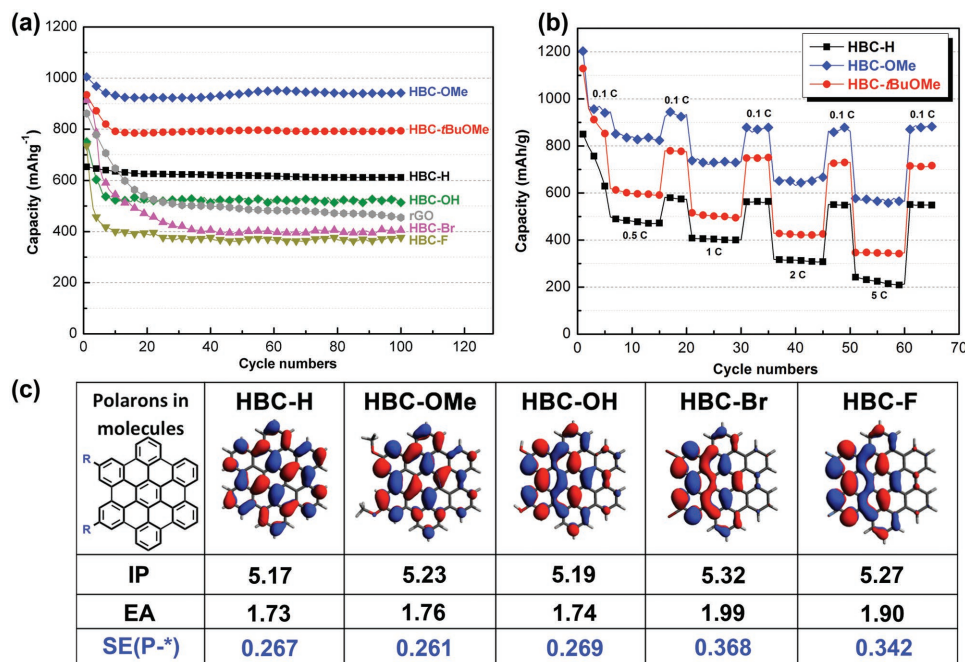 (a)
1200
1000
800
600
400
200
0
0 20 40 60 80 100 120
Capacity (mAhg⁻¹)
Cycle numbers
HBC-OMe
HBC-tBuOMe
HBC-H
HBC-OH
rGO
HBC-Br
HBC-F
(b)
1200
1000
800
600
400
200
0
0 10 20 30 40 50 60 70
Capacity (mAh/g)
Cycle numbers
HBC-H
HBC-OMe
HBC-tBuOMe
0.1 C 0.1 C 0.1 C 0.1 C 0.1 C
0.5 C
1 C
2 C
5 C
(c)
Polarons in molecules HBC-H HBC-OMe HBC-OH HBC-Br HBC-F
R
R
IP 5.17 5.23 5.19 5.32 5.27
EA 1.73 1.76 1.74 1.99 1.90
SE(P-*) 0.267 0.261 0.269 0.368 0.342